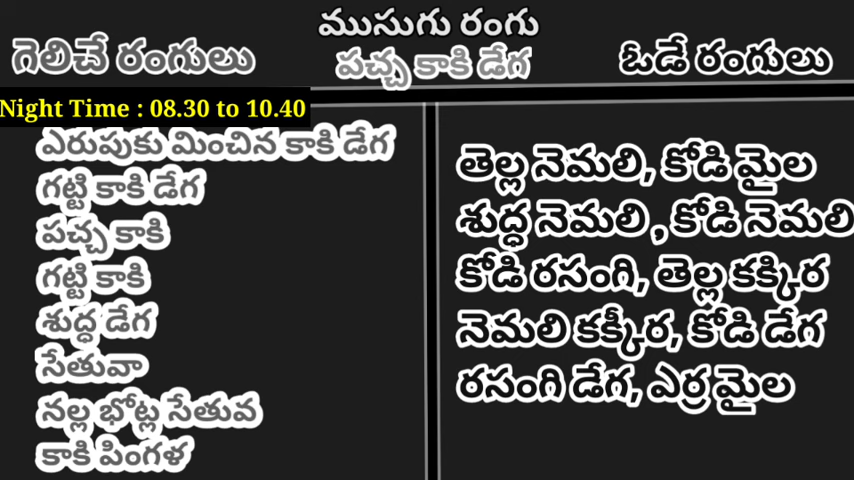 ముసుగు రంగు
గెలిచే రంగులు
పచ్చ కాకి డేగ
ఓడే రంగులు
Night Time : 08.30 to 10.40
ఎరుపుకు మించిన కాకి డేగ
గట్టి కాకి డేగ
పచ్చ కాకి
గట్టి కాకి
శుద్ధ డేగ
సేతువా
నల్ల భోట్ల సేతువ
కాకి పింగళ
తెల్ల నెమలి, కోడి మైల
శుద్ధ నెమలి , కోడి నెమలి
కోడి రసంగి, తెల్ల కక్కిర
నెమలి కక్కీర, కోడి డేగ
రసంగి డేగ, ఎర్ర మైల